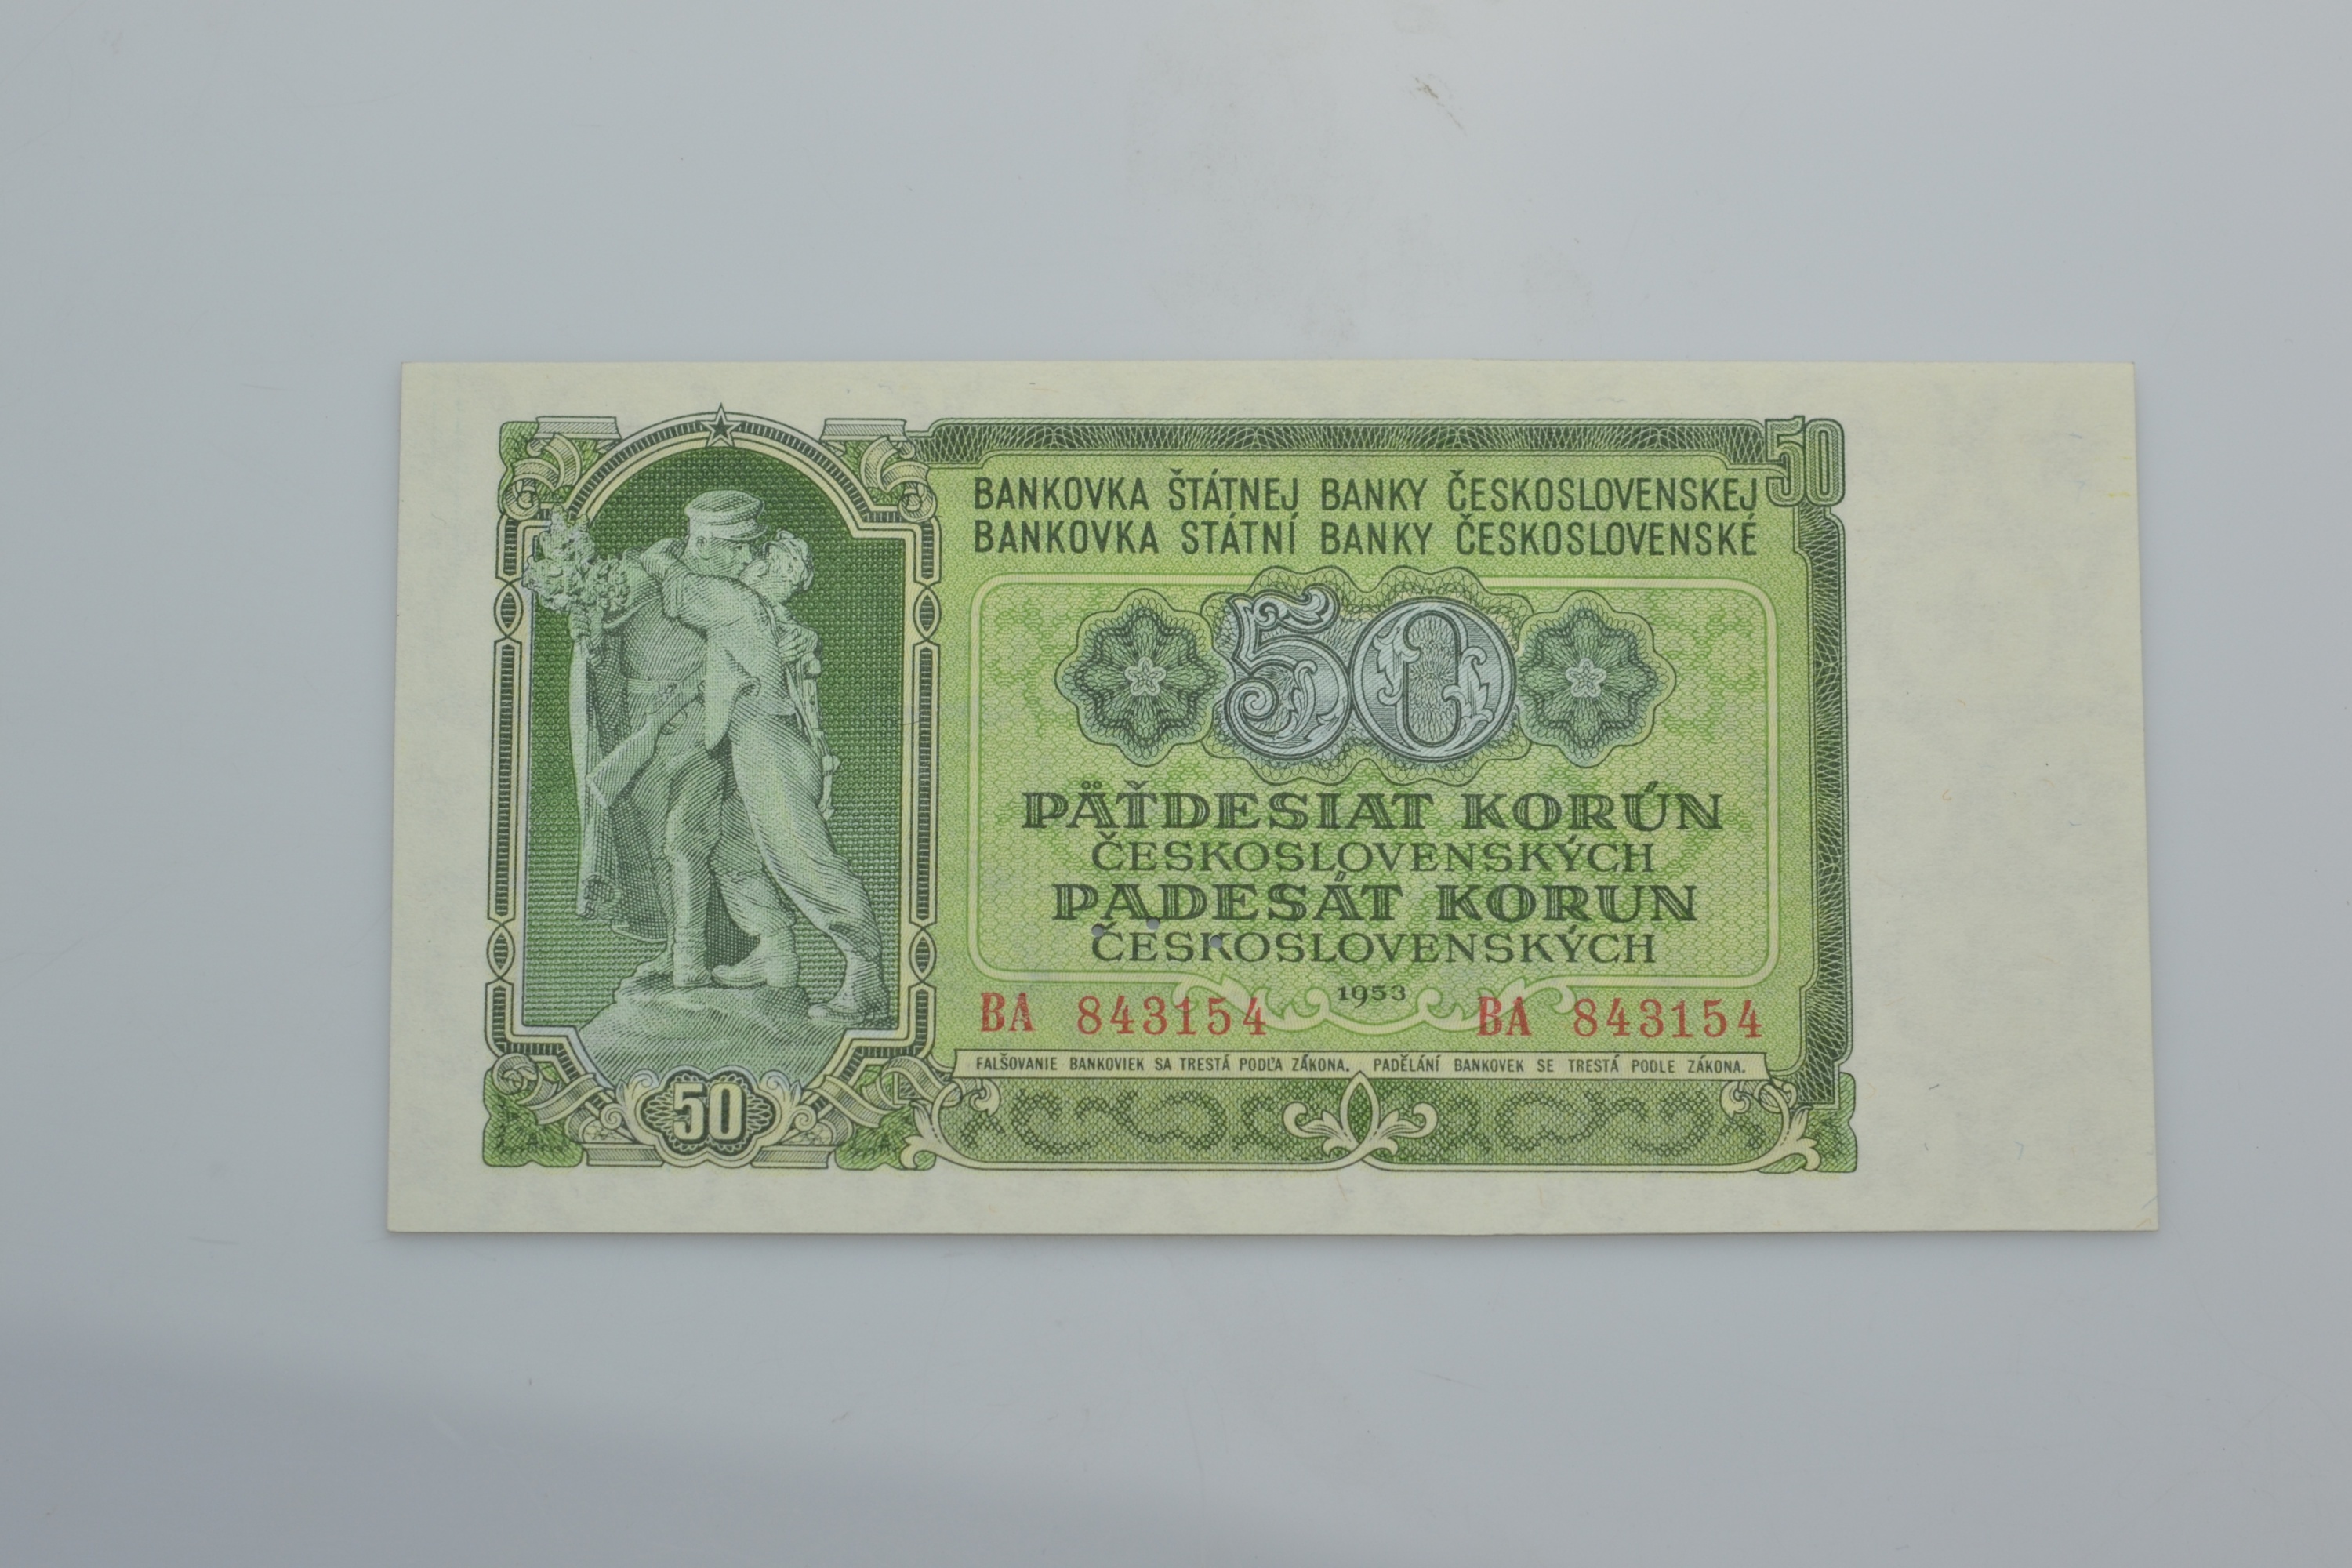 50
BANKOVKA ŠTÁTNEJ BANKY ČESKOSLOVENSKEJ
BANKOVKA STÁTNÍ BANKY ČESKOSLOVENSKÉ
50
PÄŤDESIAT KORÚN
ČESKOSLOVENSKÝCH
PADESÁT KORUN
ČESKOSLOVENSKÝCH
1953
BA 843154 BA 843154
FALŠOVANIE BANKOVIEK SA TRESTÁ PODĽA ZÁKONA. PADĚLÁNÍ BANKOVEK SE TRESTÁ PODLE ZÁKONA.
50